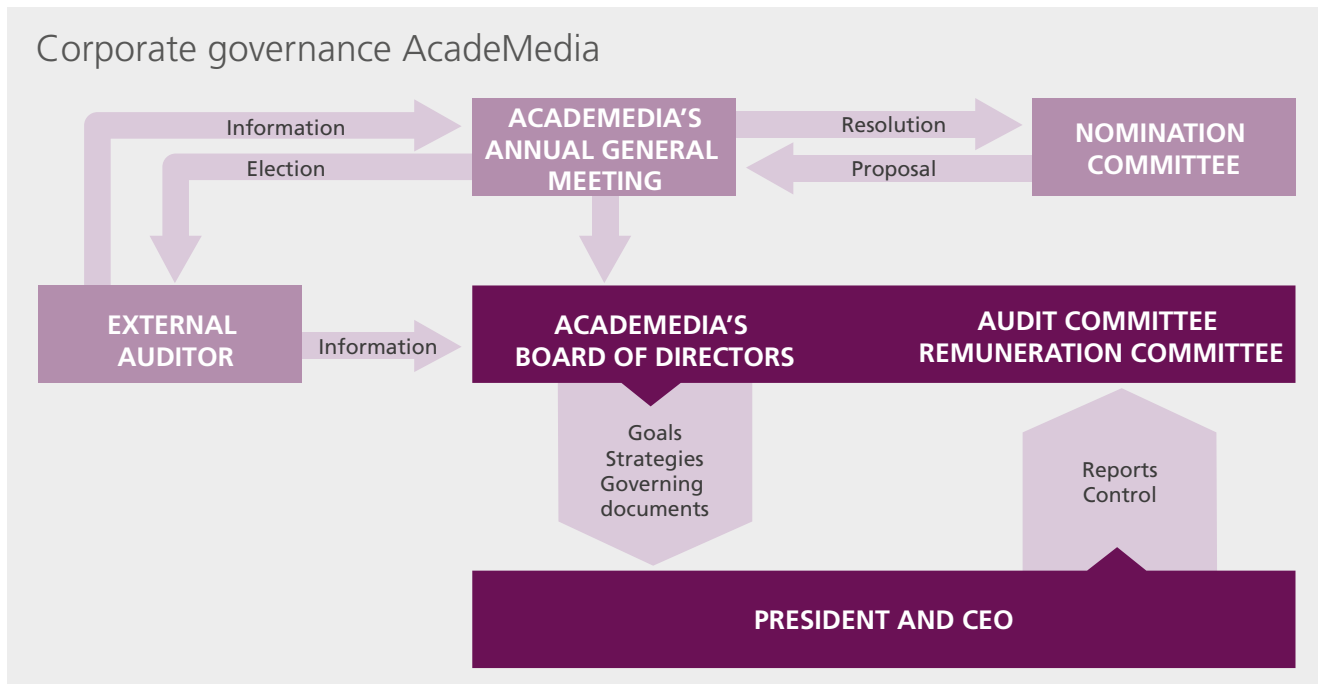 Corporate governance AcadeMedia
Information
Election
ACADEMEDIA’S
ANNUAL GENERAL
MEETING
Resolution
Proposal
NOMINATION
COMMITTEE
EXTERNAL
AUDITOR
Information
ACADEMEDIA’S
BOARD OF DIRECTORS
AUDIT COMMITTEE
REMUNERATION COMMITTEE
Goals
Strategies
Governing
documents
Reports
Control
PRESIDENT AND CEO